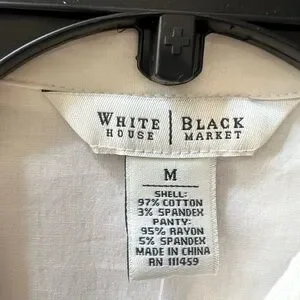 WHITE HOUSE | BLACK MARKET
M
SHELL:
97% COTTON
3% SPANDEX
PANTY:
95% RAYON
5% SPANDEX
MADE IN CHINA
RN 111459